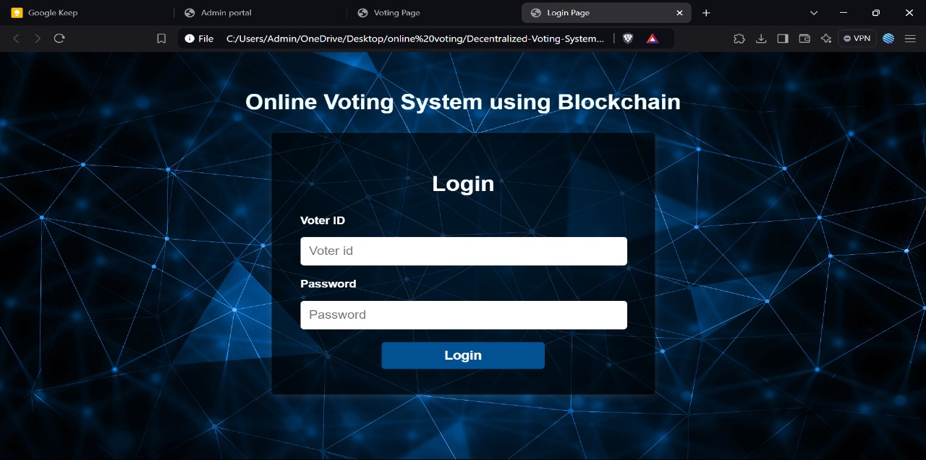 Google Keep
Admin portal
Voting Page
Login Page
File C:/Users/Admin/OneDrive/Desktop/online%20voting/Decentralized-Voting-System...
VPN
Online Voting System using Blockchain
Login
Voter ID
Voter id
Password
Password
Login